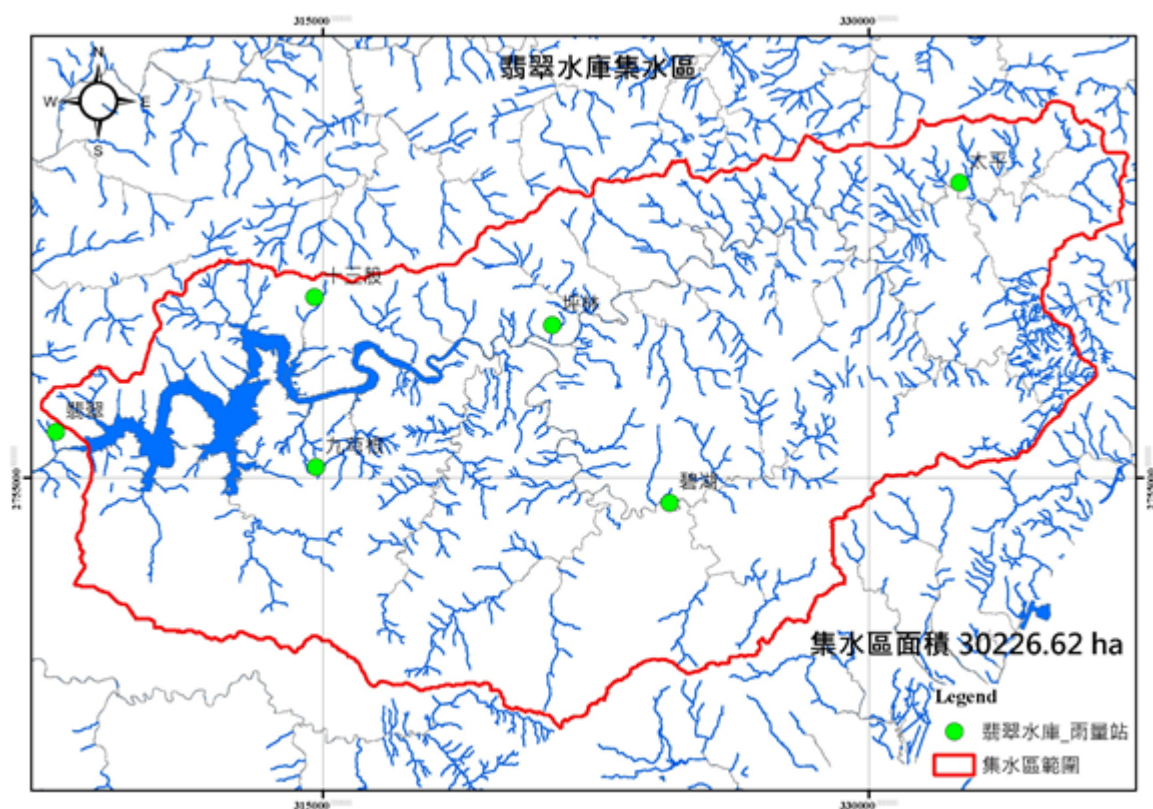 315000
330000
翡翠水庫集水區
N
W
E
S
太平
十三股
坪林
翡翠
九芎根
碧湖
275000
275000
集水區面積 30226.62 ha
Legend
翡翠水庫_雨量站
集水區範圍
315000
330000